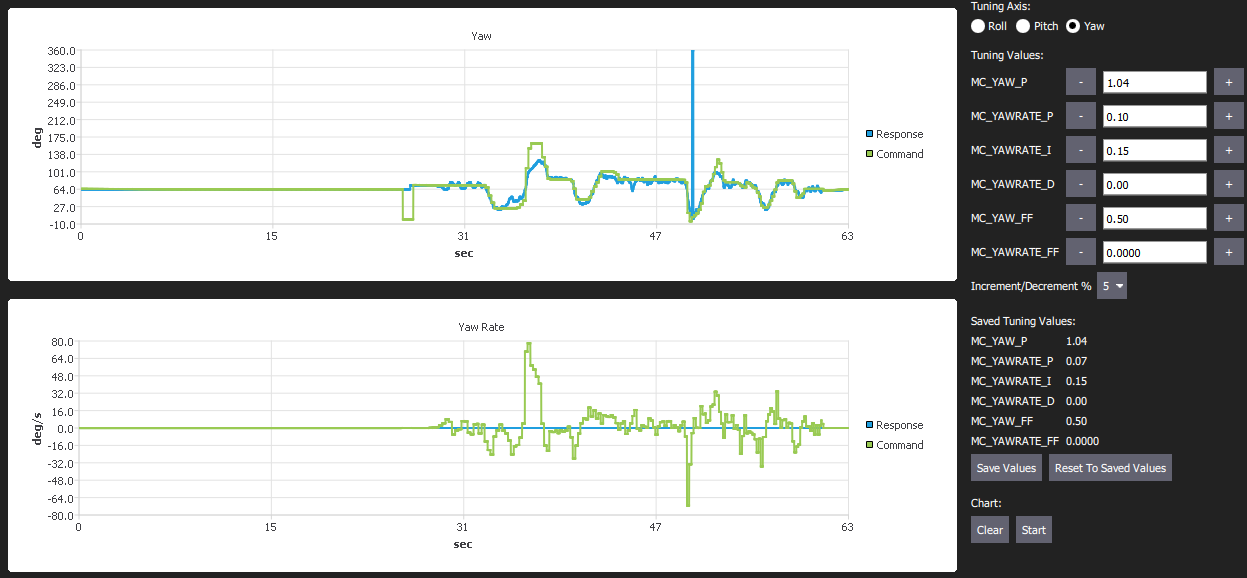 Yaw
360.0
323.0
286.0
249.0
212.0
175.0
138.0
101.0
64.0
27.0
-10.0
deg
0 15 31 47 63
sec
Response
Command
Yaw Rate
80.0
64.0
48.0
32.0
16.0
0.0
-16.0
-32.0
-48.0
-64.0
-80.0
deg/s
0 15 31 47 63
sec
Response
Command
Tuning Axis:
Roll Pitch Yaw
Tuning Values:
MC_YAW_P - 1.04 +
MC_YAWRATE_P - 0.10 +
MC_YAWRATE_I - 0.15 +
MC_YAWRATE_D - 0.00 +
MC_YAW_FF - 0.50 +
MC_YAWRATE_FF - 0.0000 +
Increment/Decrement % 5
Saved Tuning Values:
MC_YAW_P 1.04
MC_YAWRATE_P 0.07
MC_YAWRATE_I 0.15
MC_YAWRATE_D 0.00
MC_YAW_FF 0.50
MC_YAWRATE_FF 0.0000
Save Values Reset To Saved Values
Chart:
Clear Start